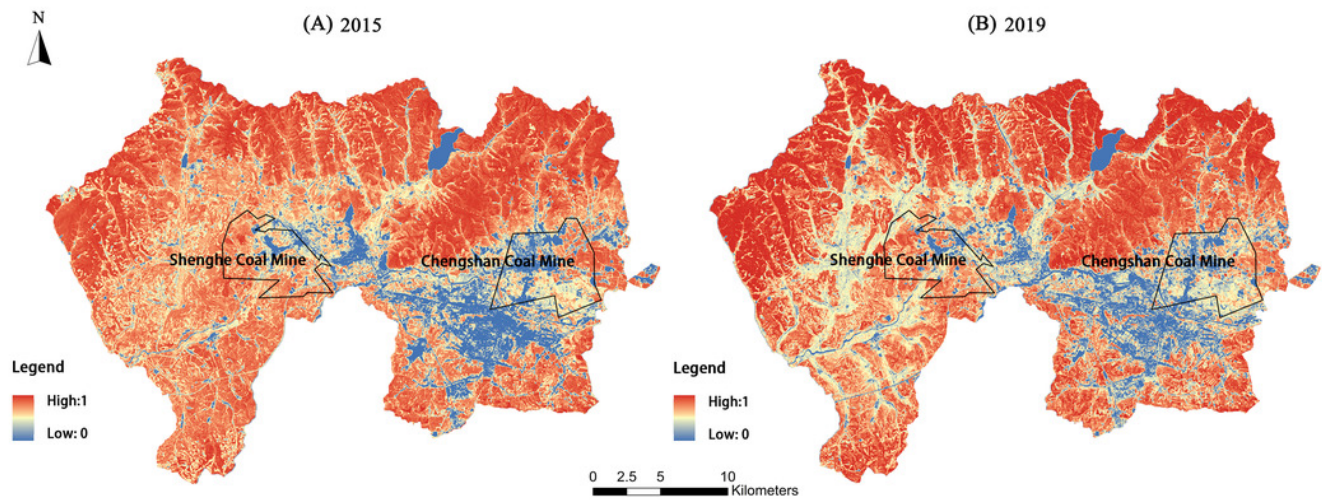 (A) 2015
(B) 2019
N
Shenghe Coal Mine
Chengshan Coal Mine
Shenghe Coal Mine
Chengshan Coal Mine
Legend
High:1
Low: 0
Legend
High:1
Low: 0
0 2.5 5 10
Kilometers